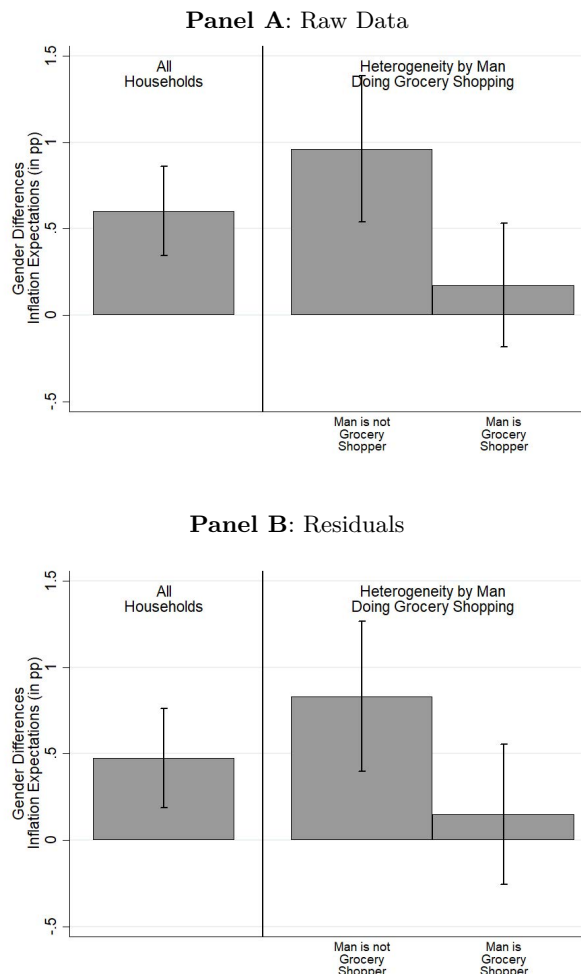 Panel A: Raw Data
Gender Differences
Inflation Expectations (in pp)
1.5
1
.5
0
-.5
All
Households
Heterogeneity by Man
Doing Grocery Shopping
Man is not
Grocery
Shopper
Man is
Grocery
Shopper
Panel B: Residuals
Gender Differences
Inflation Expectations (in pp)
1.5
1
.5
0
-.5
All
Households
Heterogeneity by Man
Doing Grocery Shopping
Man is not
Grocery
Shopper
Man is
Grocery
Shopper